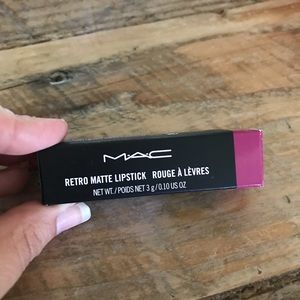 MAC
RETRO MATTE LIPSTICK ROUGE À LÈVRES
NET WT./POIDS NET 3 g/0.10 US OZ